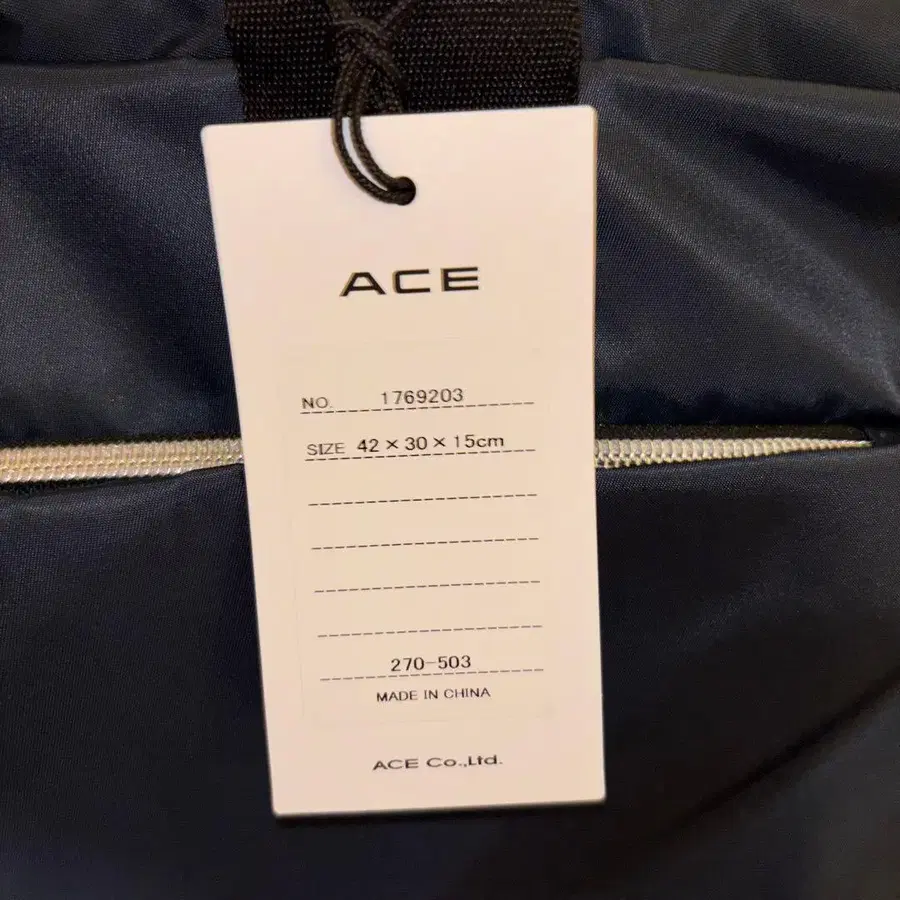 ACE
NO. 1769203
SIZE 42×30×15cm
270-503
MADE IN CHINA
ACE Co.,Ltd.